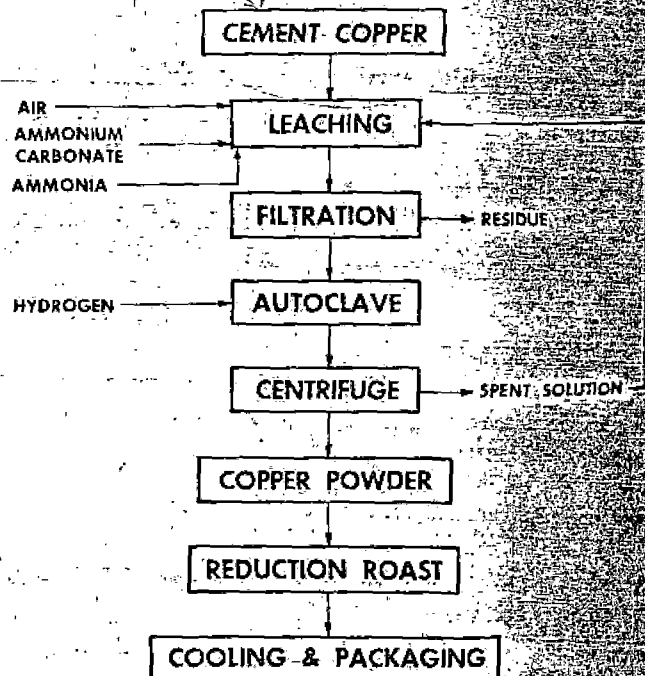 CEMENT COPPER
AIR
LEACHING
AMMONIUM
CARBONATE
AMMONIA
FILTRATION
RESIDUE
HYDROGEN
AUTOCLAVE
CENTRIFUGE
SPENT SOLUTION
COPPER POWDER
REDUCTION ROAST
COOLING & PACKAGING